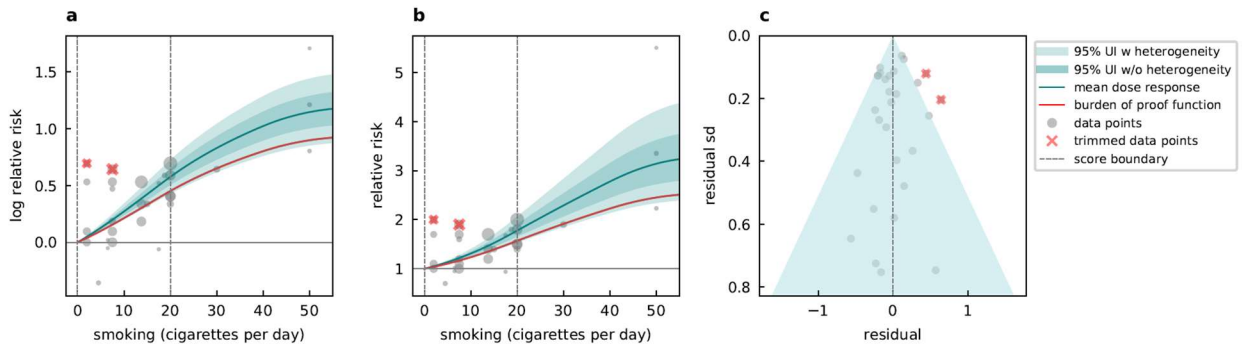 a
log relative risk
1.5
1.0
0.5
0.0
0 10 20 30 40 50
smoking (cigarettes per day)
b
relative risk
5
4
3
2
1
0 10 20 30 40 50
smoking (cigarettes per day)
c
residual sd
0.0
0.2
0.4
0.6
0.8
−1 0 1
residual
95% UI w heterogeneity
95% UI w/o heterogeneity
mean dose response
burden of proof function
data points
trimmed data points
score boundary